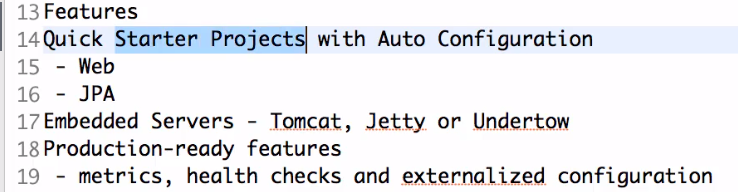 13 Features
14 Quick Starter Projects with Auto Configuration
15  - Web
16  - JPA
17 Embedded Servers - Tomcat, Jetty or Undertow
18 Production-ready features
19  - metrics, health checks and externalized configuration